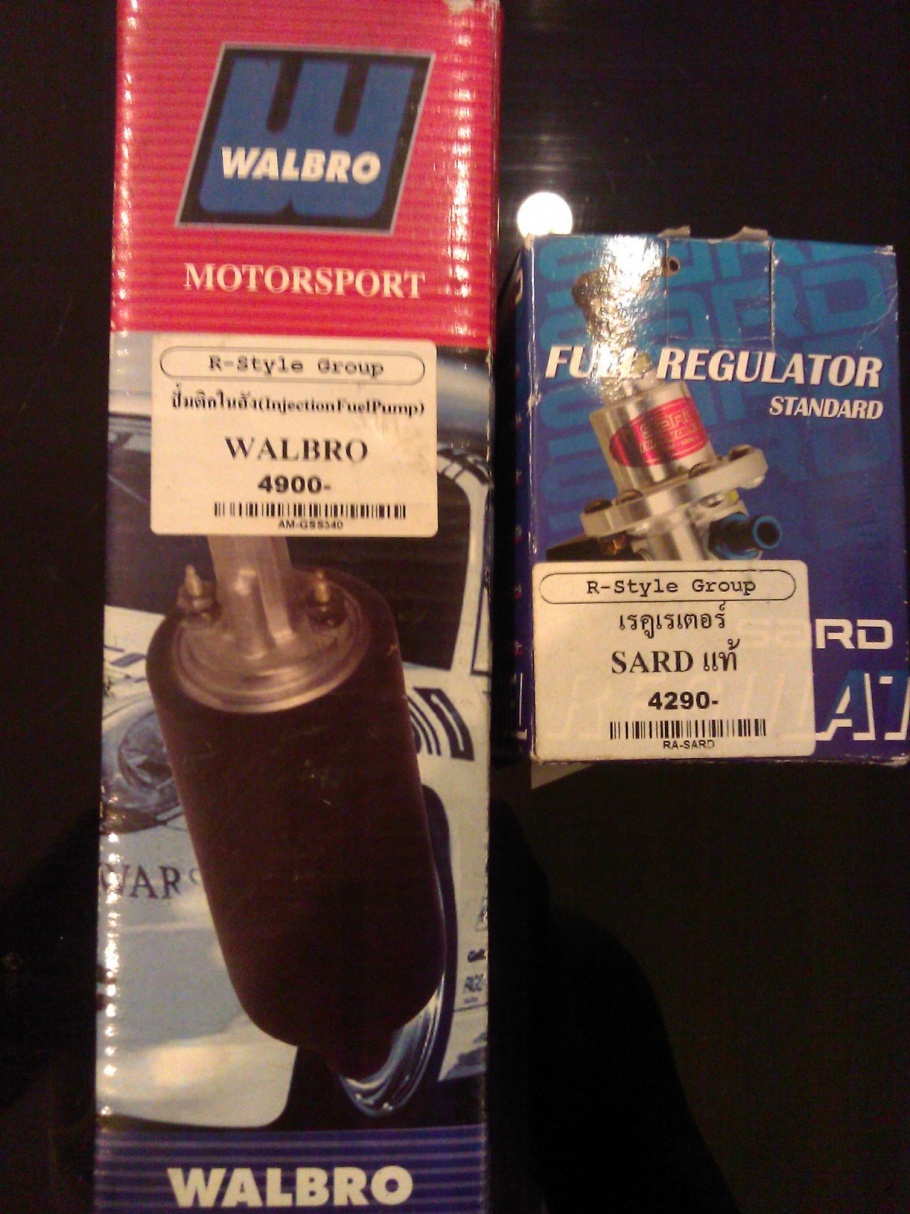 WALBRO
MOTORSPORT
R-Style Group
ปั๊มติกในถัง(InjectionFuelPump)
WALBRO
4900-
AM-GSS340
WALBRO
SARD
FUEL REGULATOR
STANDARD
SARD
R-Style Group
เรคูเรเตอร์
SARD แท้
4290-
RA-SARD
SARD